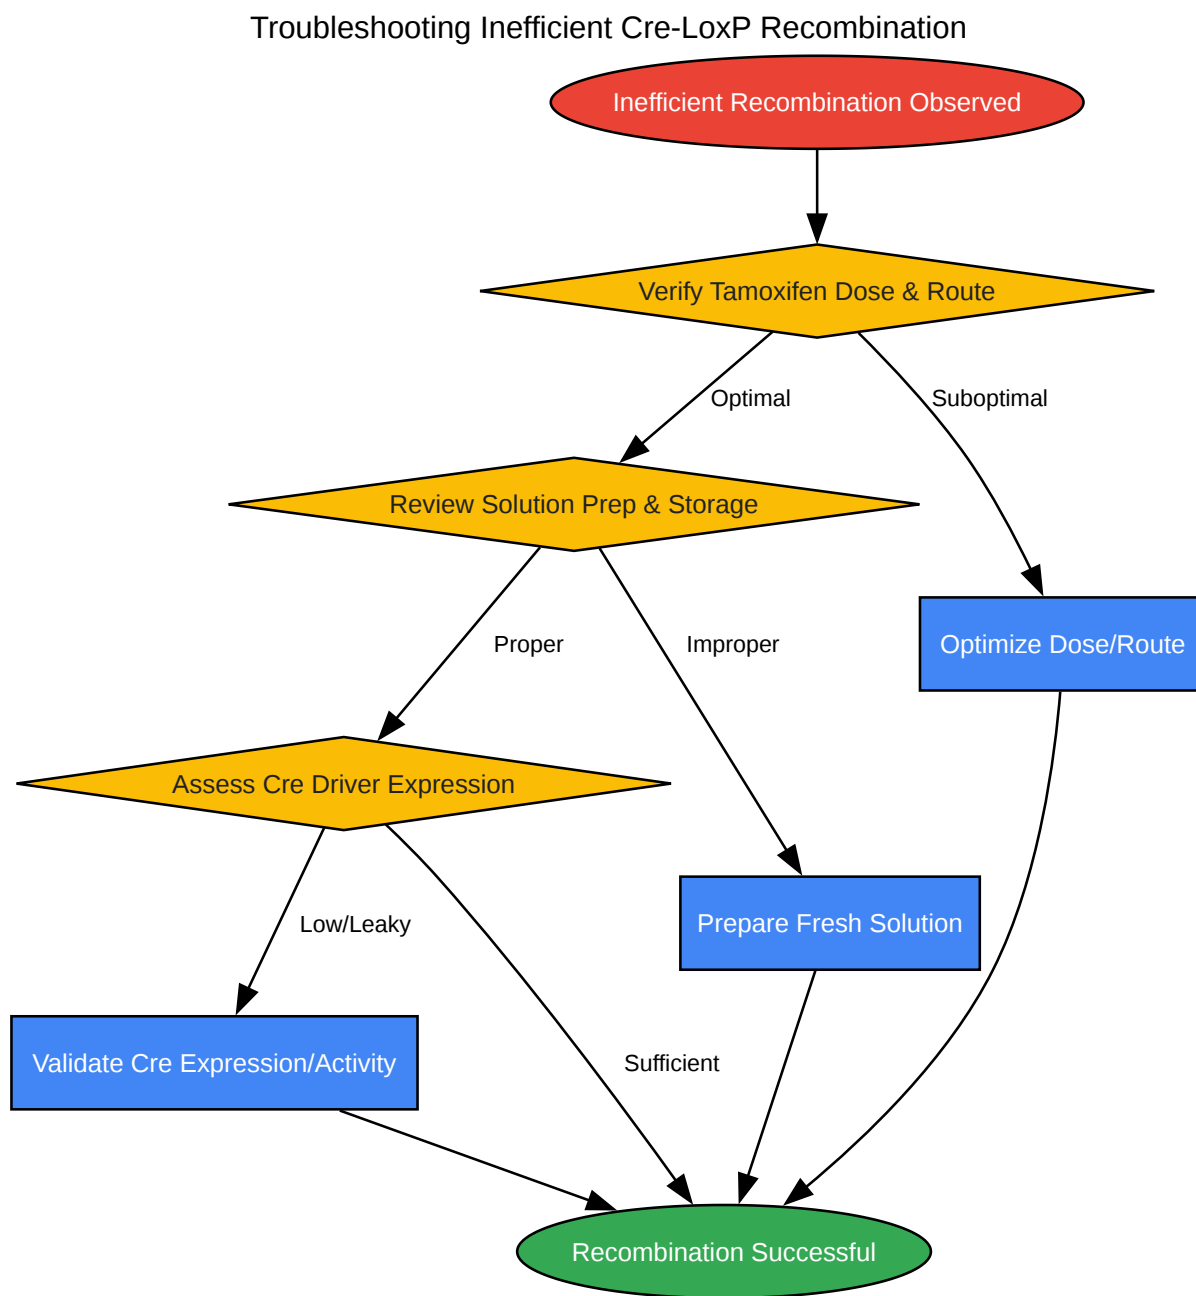 Troubleshooting Inefficient Cre-LoxP Recombination
Inefficient Recombination Observed
Verify Tamoxifen Dose & Route
Optimal
Suboptimal
Review Solution Prep & Storage
Proper
Improper
Optimize Dose/Route
Assess Cre Driver Expression
Low/Leaky
Prepare Fresh Solution
Validate Cre Expression/Activity
Sufficient
Recombination Successful